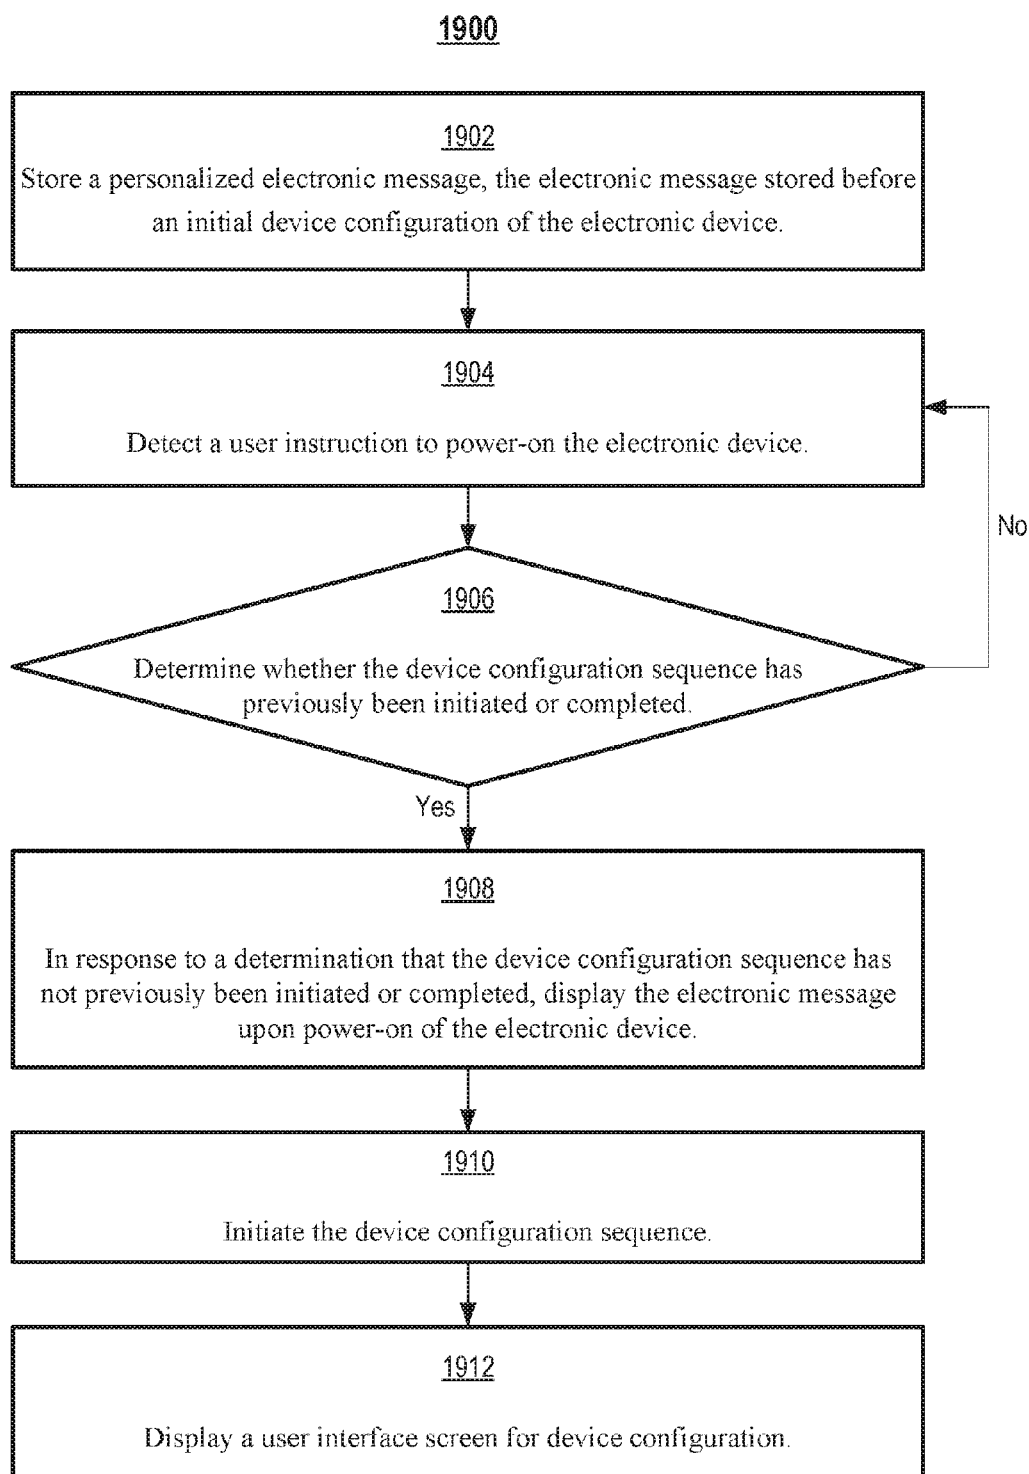 1900
1902
Store a personalized electronic message, the electronic message stored before
an initial device configuration of the electronic device.
1904
Detect a user instruction to power-on the electronic device.
No
1906
Determine whether the device configuration sequence has
previously been initiated or completed.
Yes
1908
In response to a determination that the device configuration sequence has
not previously been initiated or completed, display the electronic message
upon power-on of the electronic device.
1910
Initiate the device configuration sequence.
1912
Display a user interface screen for device configuration.